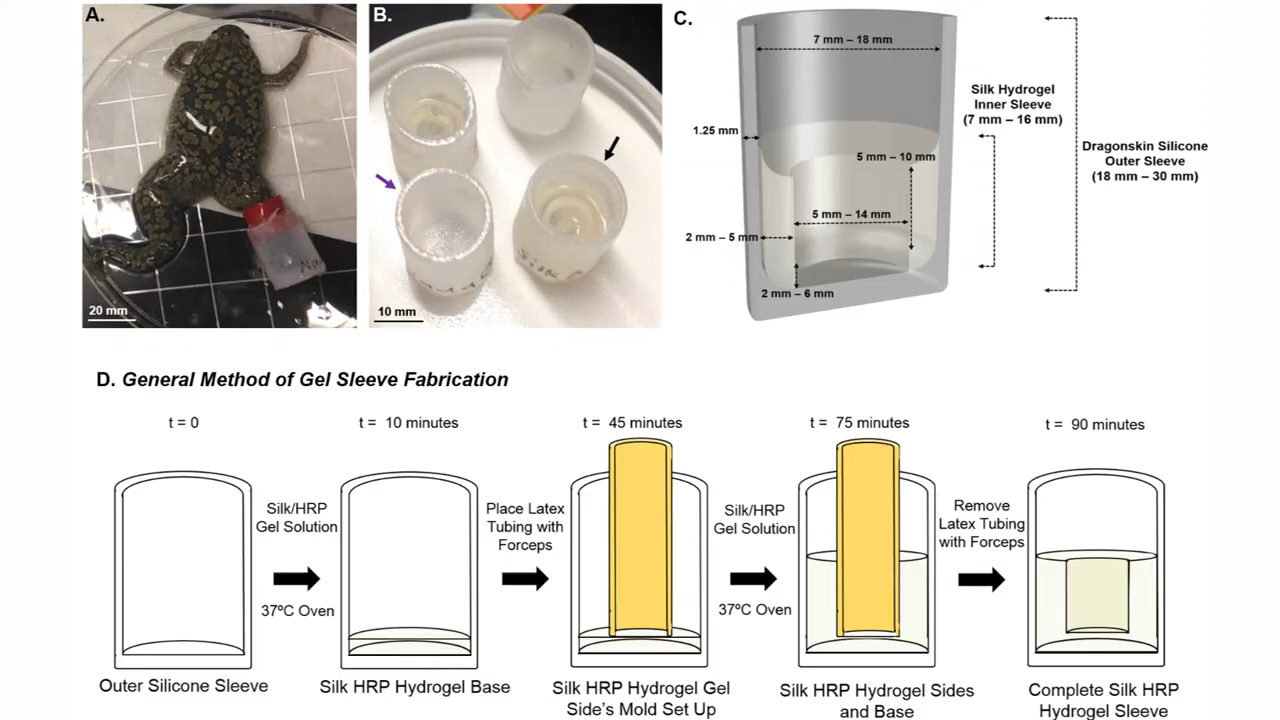 A.
20 mm
B.
10 mm
C.
7 mm – 18 mm
1.25 mm
5 mm – 10 mm
5 mm – 14 mm
2 mm – 5 mm
2 mm – 6 mm
Silk Hydrogel
Inner Sleeve
(7 mm – 16 mm)
Dragonskin Silicone
Outer Sleeve
(18 mm – 30 mm)
D. General Method of Gel Sleeve Fabrication
t = 0
t = 10 minutes
t = 45 minutes
t = 75 minutes
t = 90 minutes
Silk/HRP
Gel Solution
37ºC Oven
Place Latex
Tubing with
Forceps
Silk/HRP
Gel Solution
37ºC Oven
Remove
Latex Tubing
with Forceps
Outer Silicone Sleeve
Silk HRP Hydrogel Base
Silk HRP Hydrogel Gel
Side's Mold Set Up
Silk HRP Hydrogel Sides
and Base
Complete Silk HRP
Hydrogel Sleeve